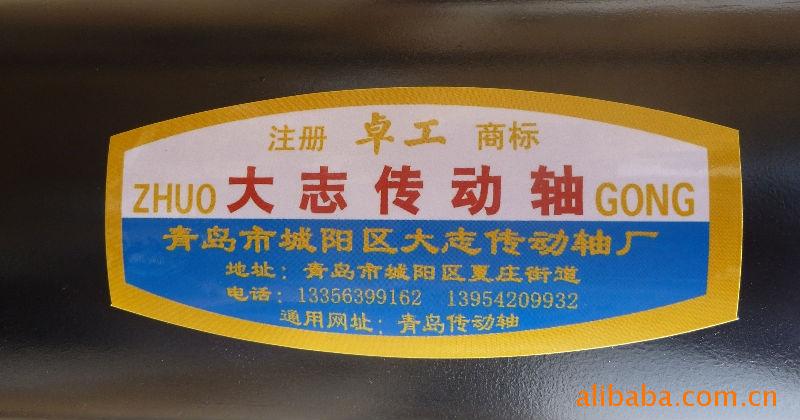 注册 卓工 商标
ZHUO 大志传动轴 GONG
青岛市城阳区大志传动轴厂
地址：青岛市城阳区夏庄街道
电话：13356399162 13954209932
通用网址：青岛传动轴
alibaba.com.cn